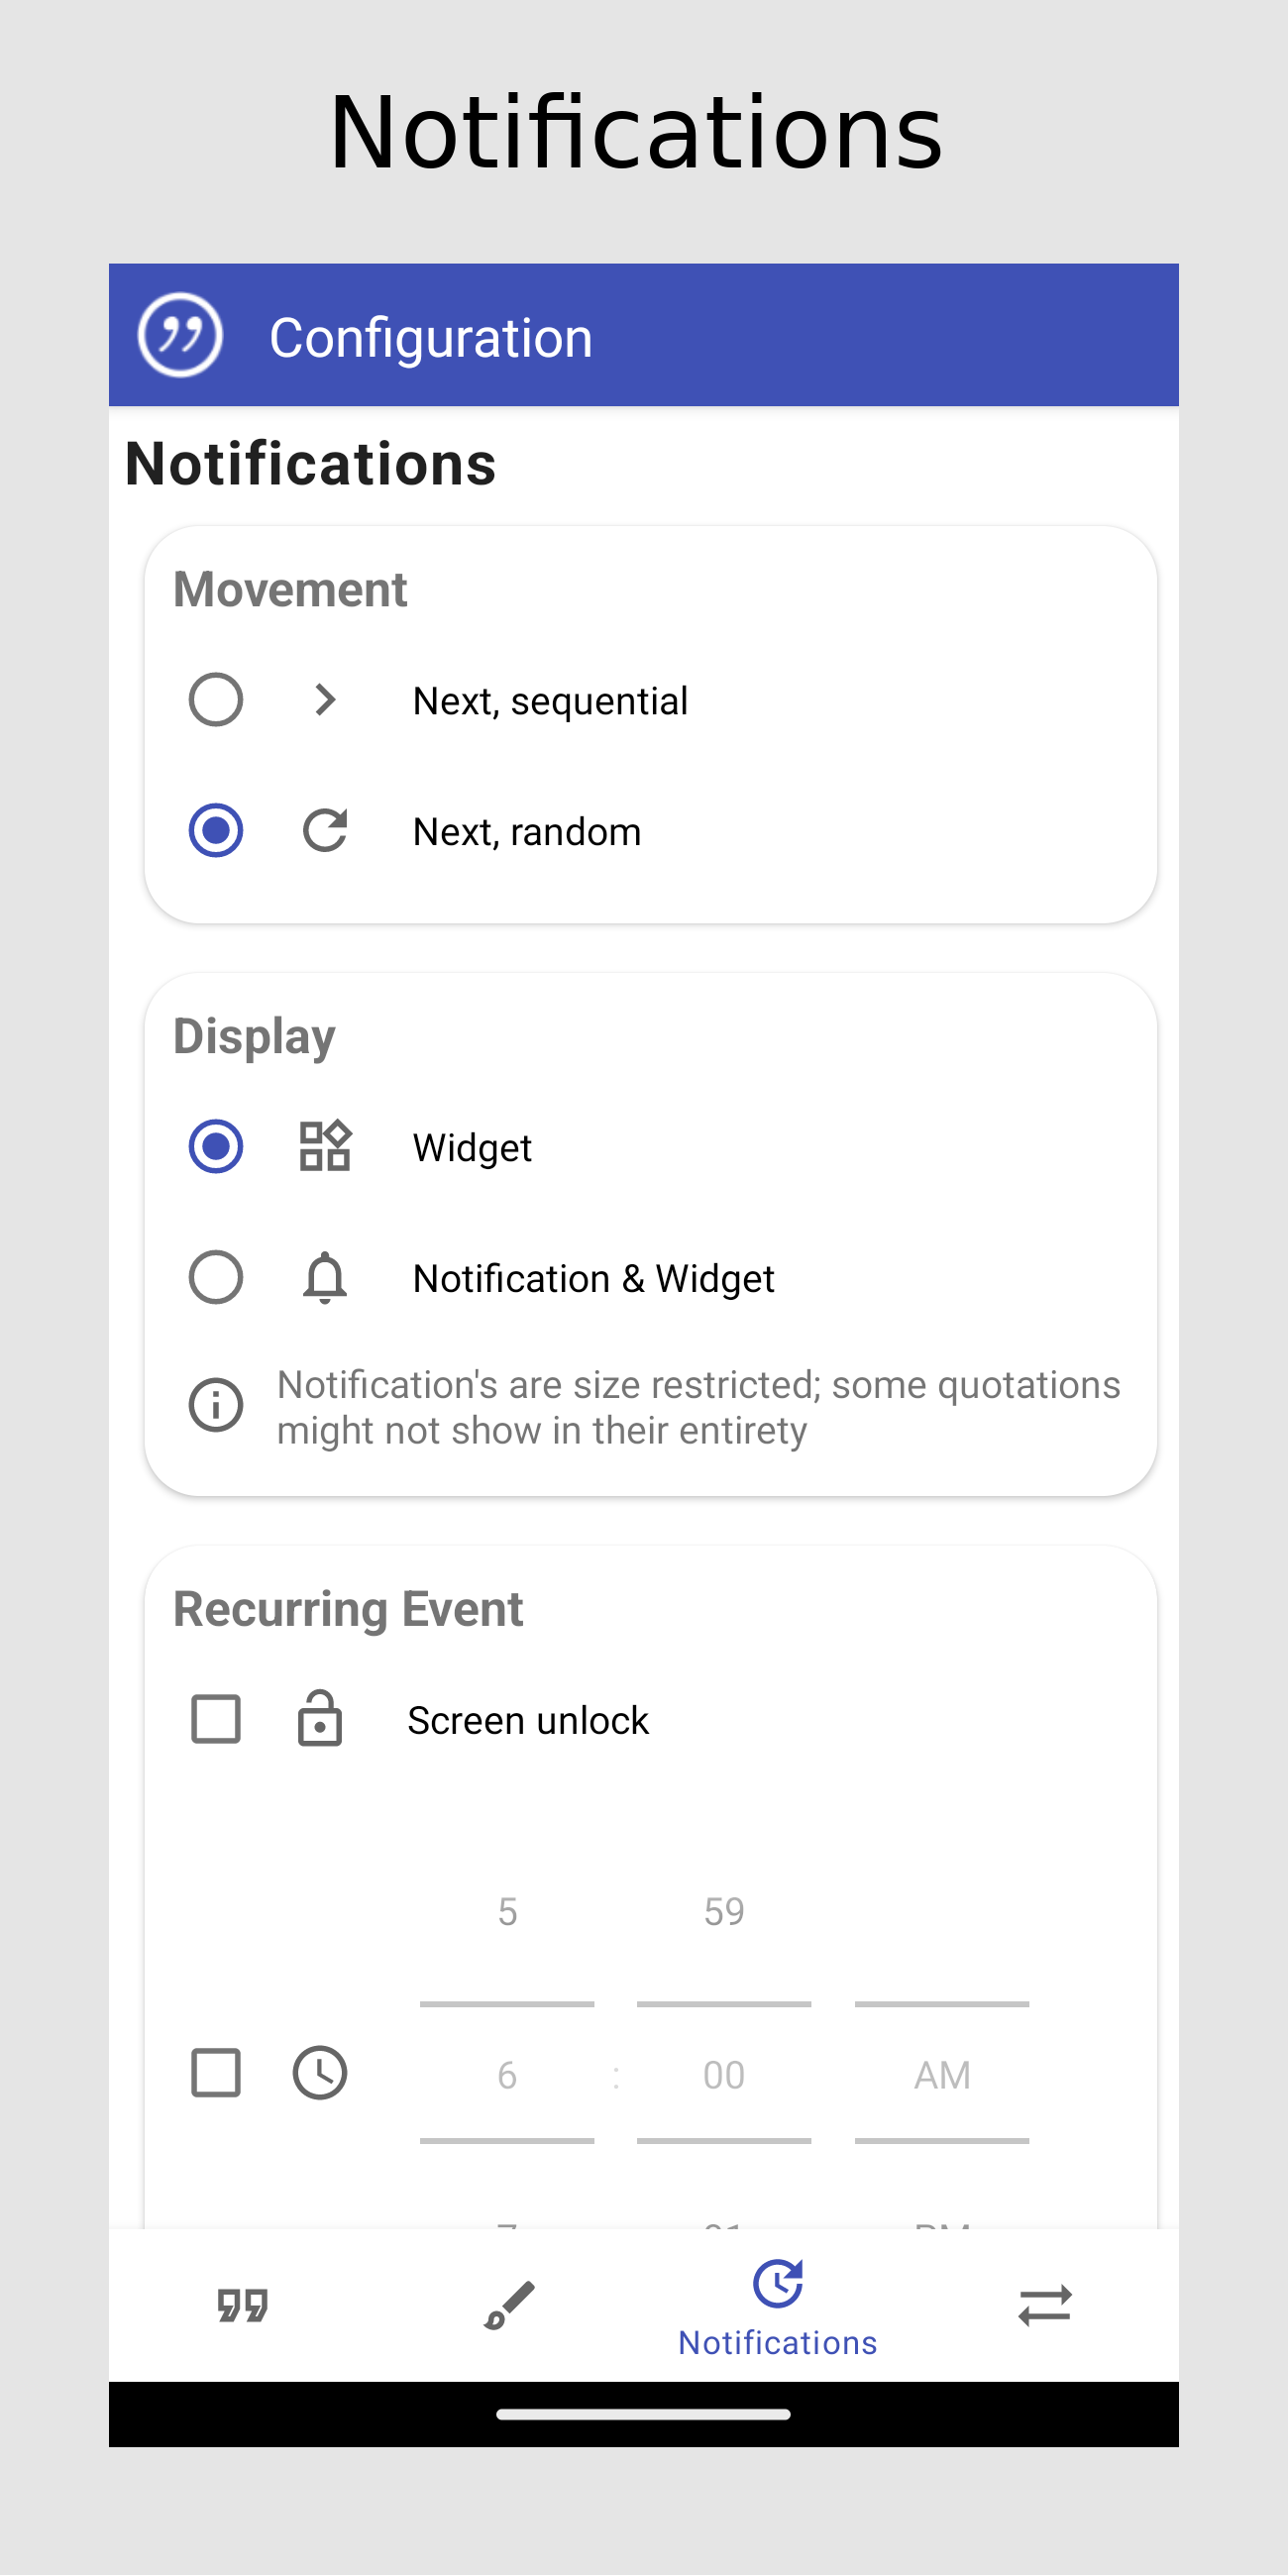 Notifications
Configuration
Notifications
Movement
Next, sequential
Next, random
Display
Widget
Notification & Widget
Notification's are size restricted; some quotations
might not show in their entirety
Recurring Event
Screen unlock
5 59
6 : 00 AM
Notifications